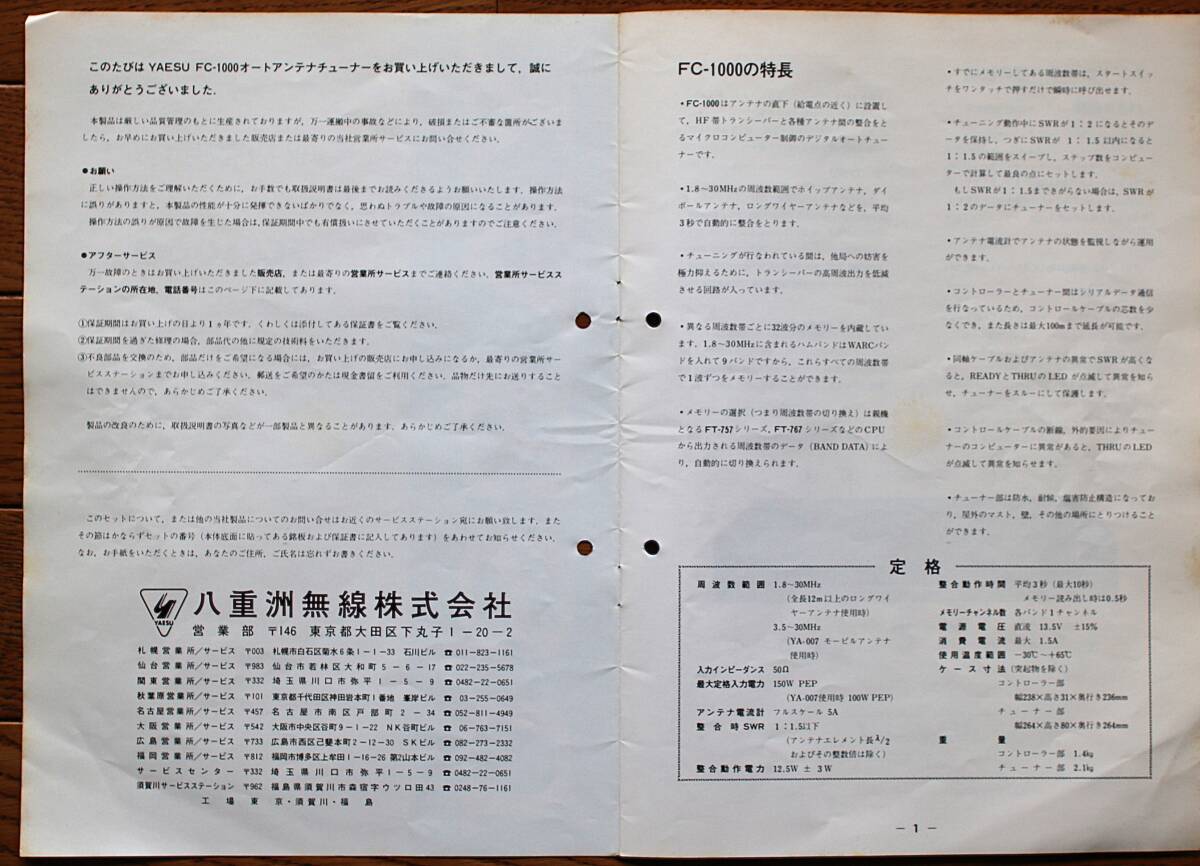 このたびは YAESU FC-1000オートアンテナチューナーをお買い上げいただきまして，誠に
ありがとうございました．
本製品は厳しい品質管理のもとに生産されておりますが，万一運搬中の事故などにより，破損またはご不審な箇所がございま
したら，お早めにお買い上げいただきました販売店または最寄りの当社営業所サービスにお問い合せください．
●お願い
正しい操作方法をご理解いただくために，お手数でも取扱説明書は最後までお読みくださるようお願いいたします．操作方法
に誤りがありますと，本製品の性能が十分に発揮できないばかりでなく，思わぬトラブルや故障の原因になることがあります．
操作方法の誤りが原因で故障を生じた場合は，保証期間中でも有償扱いにさせていただくことがありますのでご注意ください．
●アフターサービス
万一故障のときはお買い上げいただきました販売店，または最寄りの営業所サービスまでご連絡ください．営業所サービスス
テーションの所在地，電話番号はこのページ下に記載してあります．
①保証期間はお買い上げの日より1ヵ年です．くわしくは添付してある保証書をご覧ください．
②保証期間を過ぎた修理の場合，部品代の他に規定の技術料をいただきます．
③不良部品を交換のため，部品だけをご希望になる場合には，お買い上げの販売店にお申し込みになるか，最寄りの営業所サー
ビスステーションまでお申し込みください．郵送をご希望のかたは現金書留をご利用ください．品物だけ先にお送りすること
はできませんので，あらかじめご了承ください．
製品の改良のために，取扱説明書の写真などが一部製品と異なることがあります．あらかじめご了承ください．
このセットについて，または他の当社製品についてのお問い合せはお近くのサービスステーション宛にお願い致します．また
その節はかならずセットの番号（本体底面に貼ってある銘板および保証書に記入してあります）をあわせてお知らせください．
なお，お手紙をいただくときは，あなたのご住所，ご氏名は忘れずお書きください．
YAESU 八重洲無線株式会社
営業部 〒146 東京都大田区下丸子1-20-2
札幌営業所／サービス 〒003 札幌市白石区菊水6条1-1-33 石川ビル ☎ 011-823-1161
仙台営業所／サービス 〒983 仙台市若林区大和町5-6-17 ☎ 022-235-5678
関東営業所／サービス 〒332 埼玉県川口市弥平1-5-9 ☎ 0482-22-0651
秋葉原営業所／サービス 〒101 東京都千代田区神田岩本町1番地 峯岸ビル ☎ 03-255-0649
名古屋営業所／サービス 〒457 名古屋市南区戸部町2-34 ☎ 052-811-4949
大阪営業所／サービス 〒542 大阪市中央区谷町9-1-22 NK谷町ビル ☎ 06-763-7151
広島営業所／サービス 〒733 広島市西区己斐本町2-12-30 SKビル ☎ 082-273-2332
福岡営業所／サービス 〒812 福岡市博多区上牟田1-16-26 第2山本ビル ☎ 092-482-4082
サービスセンター 〒332 埼玉県川口市弥平1-5-9 ☎ 0482-22-0651
須賀川サービスステーション 〒962 福島県須賀川市森宿字ウツロ田43 ☎ 0248-76-1161
工場 東京・須賀川・福島
FC-1000の特長
・FC-1000はアンテナの直下（給電点の近く）に設置し
て，HF帯トランシーバーと各種アンテナ間の整合をと
るマイクロコンピューター制御のデジタルオートチュー
ナーです．
・1.8～30MHzの周波数範囲でホイップアンテナ，ダイ
ポールアンテナ，ロングワイヤーアンテナなどを，平均
3秒で自動的に整合をとります．
・チューニングが行なわれている間は，他局への妨害を
極力抑えるために，トランシーバーの高周波出力を低減
させる回路が入っています．
・異なる周波数帯ごとに32波分のメモリーを内蔵してい
ます．1.8～30MHzに含まれるハムバンドはWARCバン
ドを入れて9バンドですから，これらすべての周波数帯
で1波ずつをメモリーすることができます．
・メモリーの選択（つまり周波数帯の切り換え）は親機
となるFT-757シリーズ，FT-767シリーズなどのCPU
から出力される周波数帯のデータ（BAND DATA）によ
り，自動的に切り換えられます．
・すでにメモリーしてある周波数帯は，スタートスイッ
チをワンタッチで押すだけで瞬時に呼び出せます．
・チューニング動作中にSWRが1：2になるとそのデ
ータを保持し，つぎにSWRが 1：1.5以内になると
1：1.5の範囲をスイープし，ステップ数をコンピュー
ターで計算して最良の点にセットします．
もしSWRが1：1.5まできがらない場合は，SWRが
1：2のデータにチューナーをセットします．
・アンテナ電流計でアンテナの状態を監視しながら運用
ができます．
・コントローラーとチューナー間はシリアルデータ通信
を行なっているため，コントロールケーブルの芯数を少
なくでき，また長さは最大100mまで延長が可能です．
・同軸ケーブルおよびアンテナの異常でSWRが高くな
ると，READYとTHRUのLED が点滅して異常を知ら
せ，チューナーをスルーにして保護します．
・コントロールケーブルの断線，外的要因によりチュー
ナーのコンピューターに異常があると，THRUのLED
が点滅して異常を知らせます．
・チューナー部は防水，耐候，塩害防止構造になってお
り，屋外のマスト，壁，その他の場所にとりつけること
ができます．
定格
周波数範囲 1.8～30MHz
（全長12m以上のロングワイ
ヤーアンテナ使用時）
3.5～30MHz
（YA-007 モービルアンテナ
使用時）
入力インピーダンス 50Ω
最大定格入力電力 150W PEP
（YA-007使用時 100W PEP）
アンテナ電流計 フルスケール 5A
整合時SWR 1：1.5以下
（アンテナエレメント長λ/2
およびその整数倍は除く）
整合動作電力 12.5W ± 3W
整合動作時間 平均3秒（最大10秒）
メモリー読み出し時は0.5秒
メモリーチャンネル数 各バンド1チャンネル
電源電圧 直流 13.5V ±15%
消費電流 最大 1.5A
使用温度範囲 −30℃～＋65℃
ケース寸法（突起物を除く）
コントローラー部
幅238×高さ31×奥行き236mm
チューナー部
幅264×高さ80×奥行き264mm
重量
コントローラー部 1.4kg
チューナー部 2.1kg
— 1 —